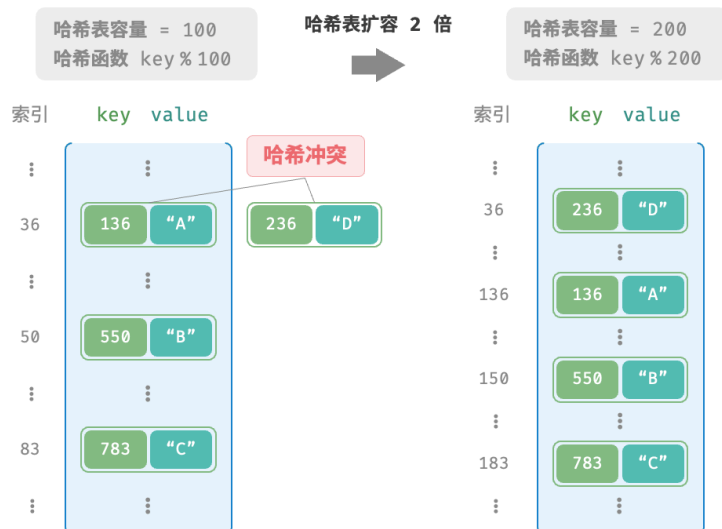 哈希表容量 = 100
哈希函数 key % 100
哈希表扩容 2 倍
哈希表容量 = 200
哈希函数 key % 200
索引 key value
哈希冲突
36 136 “A” 236 “D”
50 550 “B”
83 783 “C”
索引 key value
36 236 “D”
136 136 “A”
150 550 “B”
183 783 “C”